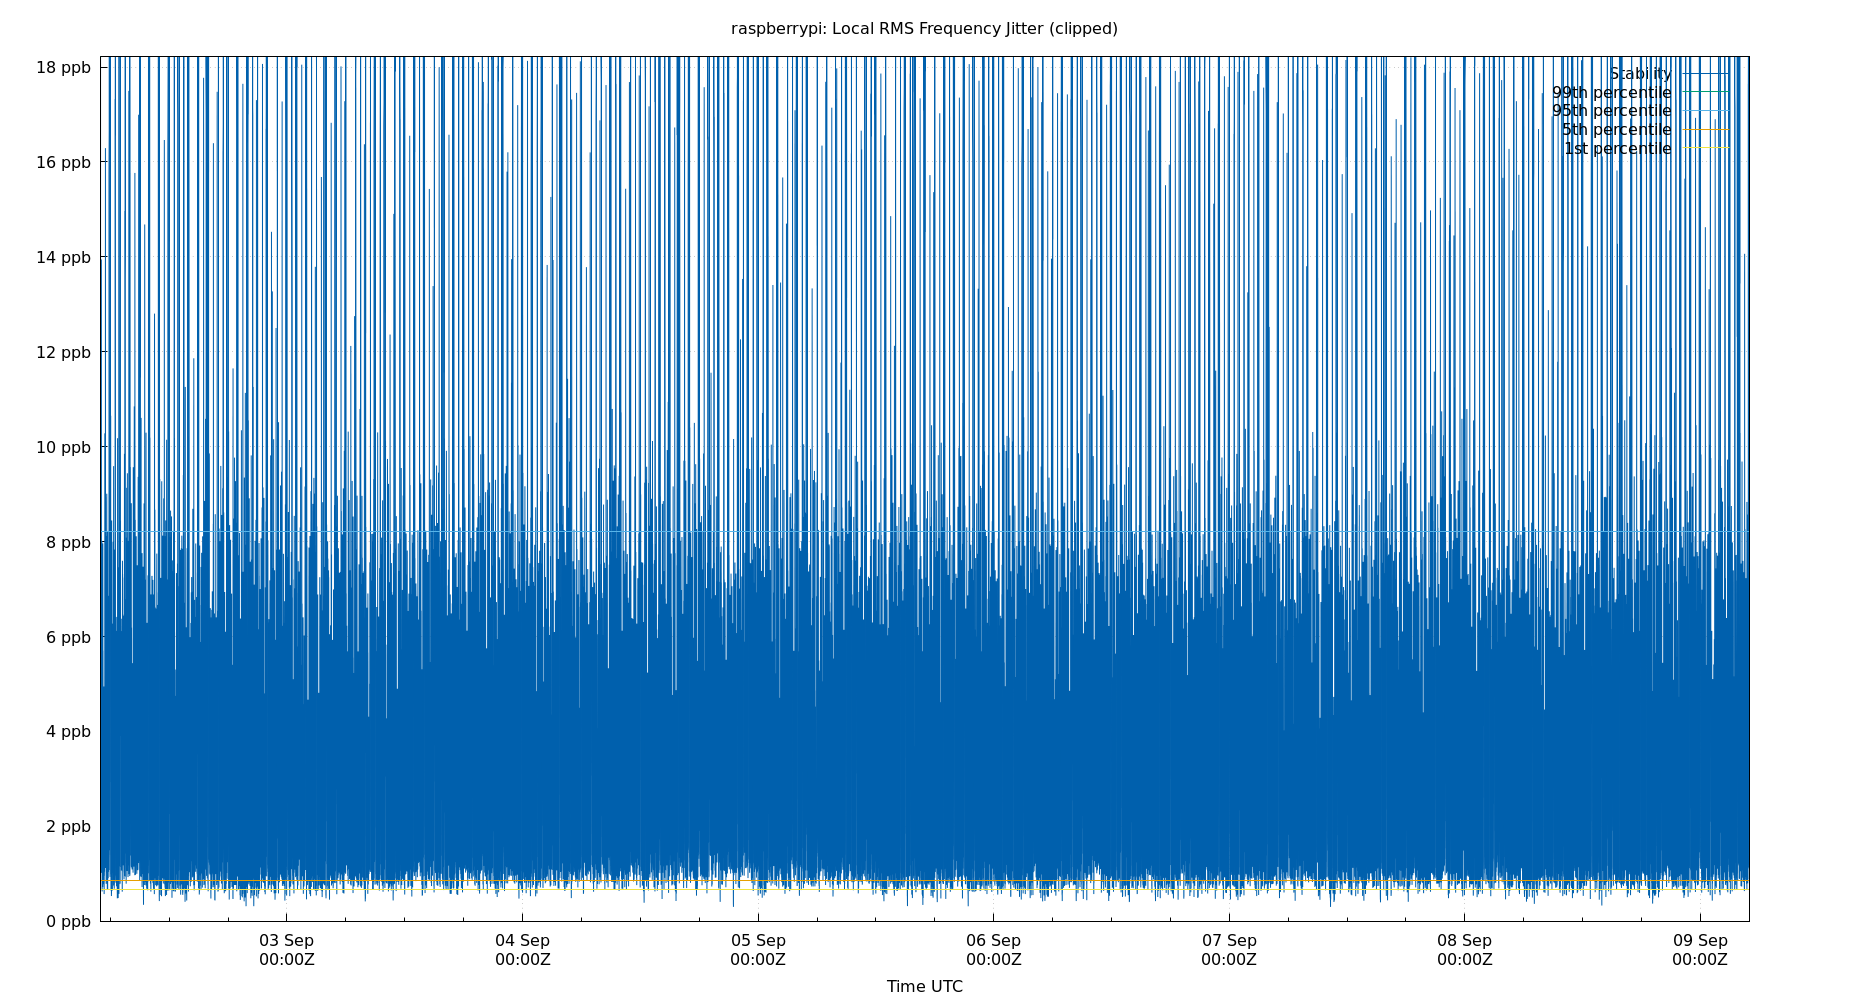 raspberrypi: Local RMS Frequency Jitter (clipped)
18 ppb
16 ppb
14 ppb
12 ppb
10 ppb
8 ppb
6 ppb
4 ppb
2 ppb
0 ppb
Stability
99th percentile
95th percentile
5th percentile
1st percentile
03 Sep
00:00Z
04 Sep
00:00Z
05 Sep
00:00Z
06 Sep
00:00Z
07 Sep
00:00Z
08 Sep
00:00Z
09 Sep
00:00Z
Time UTC